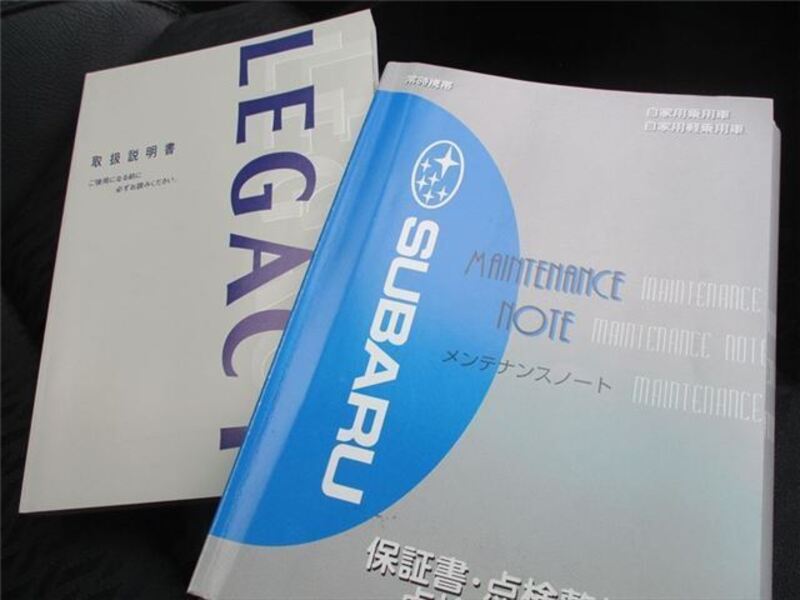 取扱説明書
ご使用になる前に
必ずお読みください。
LEGAC
常時携帯
自家用乗用車
自家用軽乗用車
SUBARU
MAINTENANCE
NOTE
メンテナンスノート
MAINTENANCE
MAINTENANCE NOT
MAINTENANCE
保証書・点検整